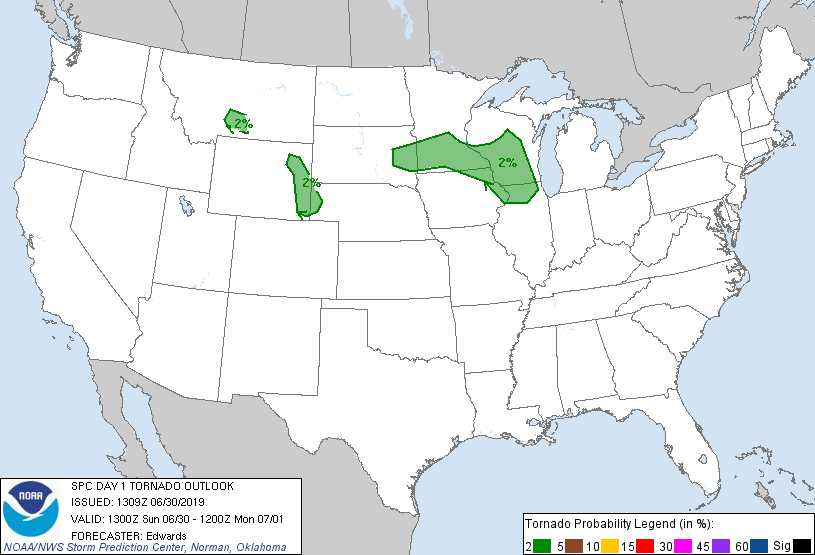 2%
2%
2%
NOAA
SPC DAY 1 TORNADO OUTLOOK
ISSUED: 1309Z 06/30/2019
VALID: 1300Z Sun 06/30 - 1200Z Mon 07/01
FORECASTER: Edwards
NOAA/NWS Storm Prediction Center, Norman, Oklahoma
Tornado Probability Legend (in %):
2 5 10 15 30 45 60 Sig